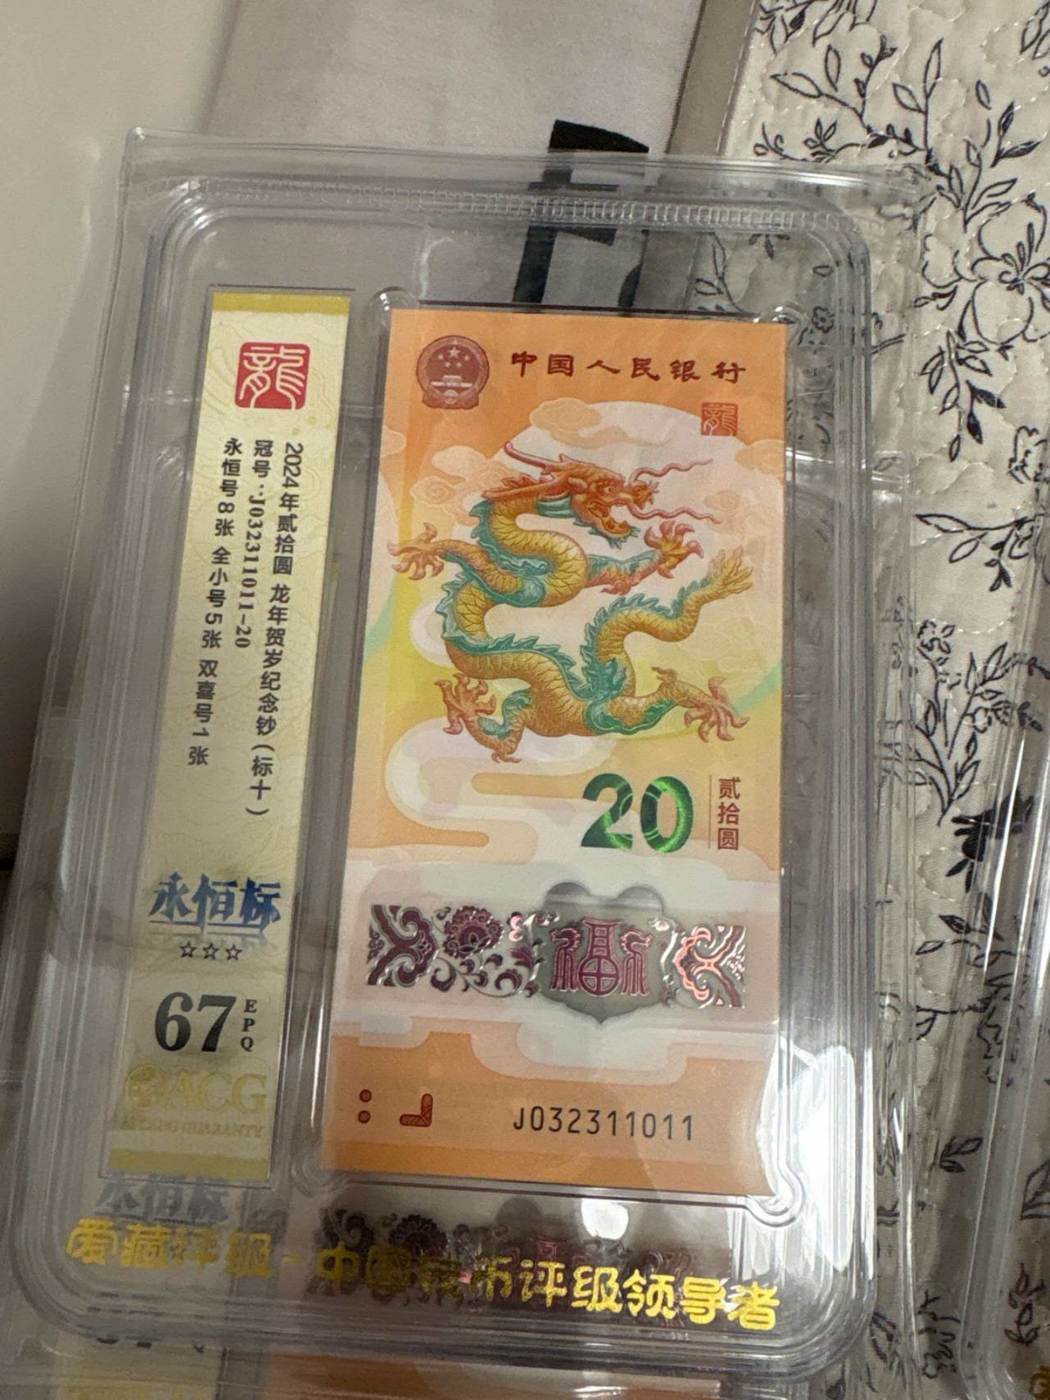 龍
2024年贰拾圆 龙年贺岁纪念钞（标十）
冠号:J032311011-20
永恒号8张 全小号5张 双喜号1张
永恒标
☆☆☆
67 EPQ
ACG
中国人民银行
龍
20
贰拾圆
福
J032311011
爱藏评级-中国钱币评级领导者